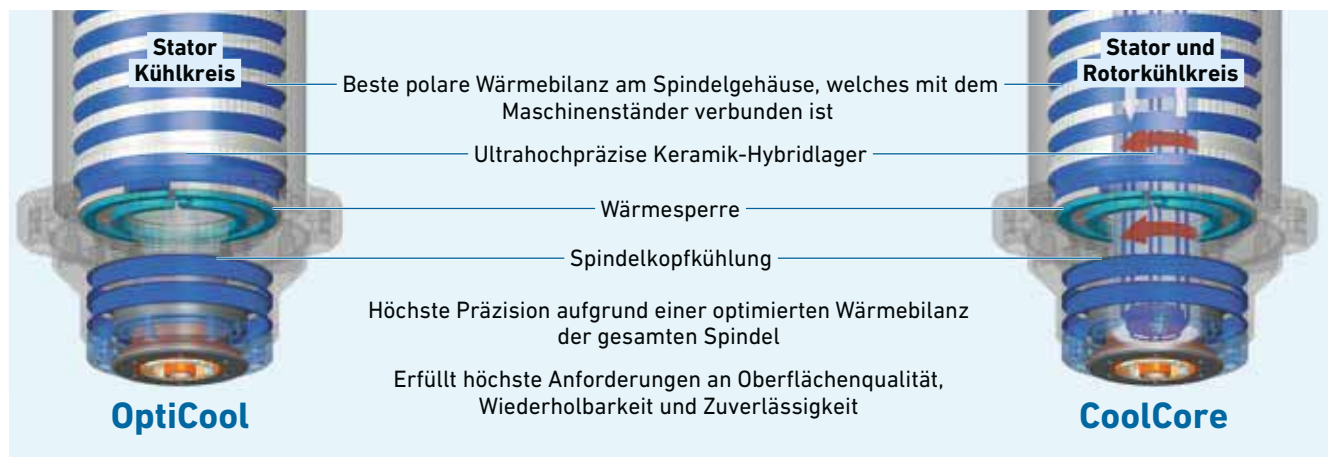 Stator
Kühlkreis
Stator und
Rotorkühlkreis
Beste polare Wärmebilanz am Spindelgehäuse, welches mit dem
Maschinenständer verbunden ist
Ultrahochpräzise Keramik-Hybridlager
Wärmesperre
Spindelkopfkühlung
Höchste Präzision aufgrund einer optimierten Wärmebilanz
der gesamten Spindel
Erfüllt höchste Anforderungen an Oberflächenqualität,
Wiederholbarkeit und Zuverlässigkeit
OptiCool
CoolCore